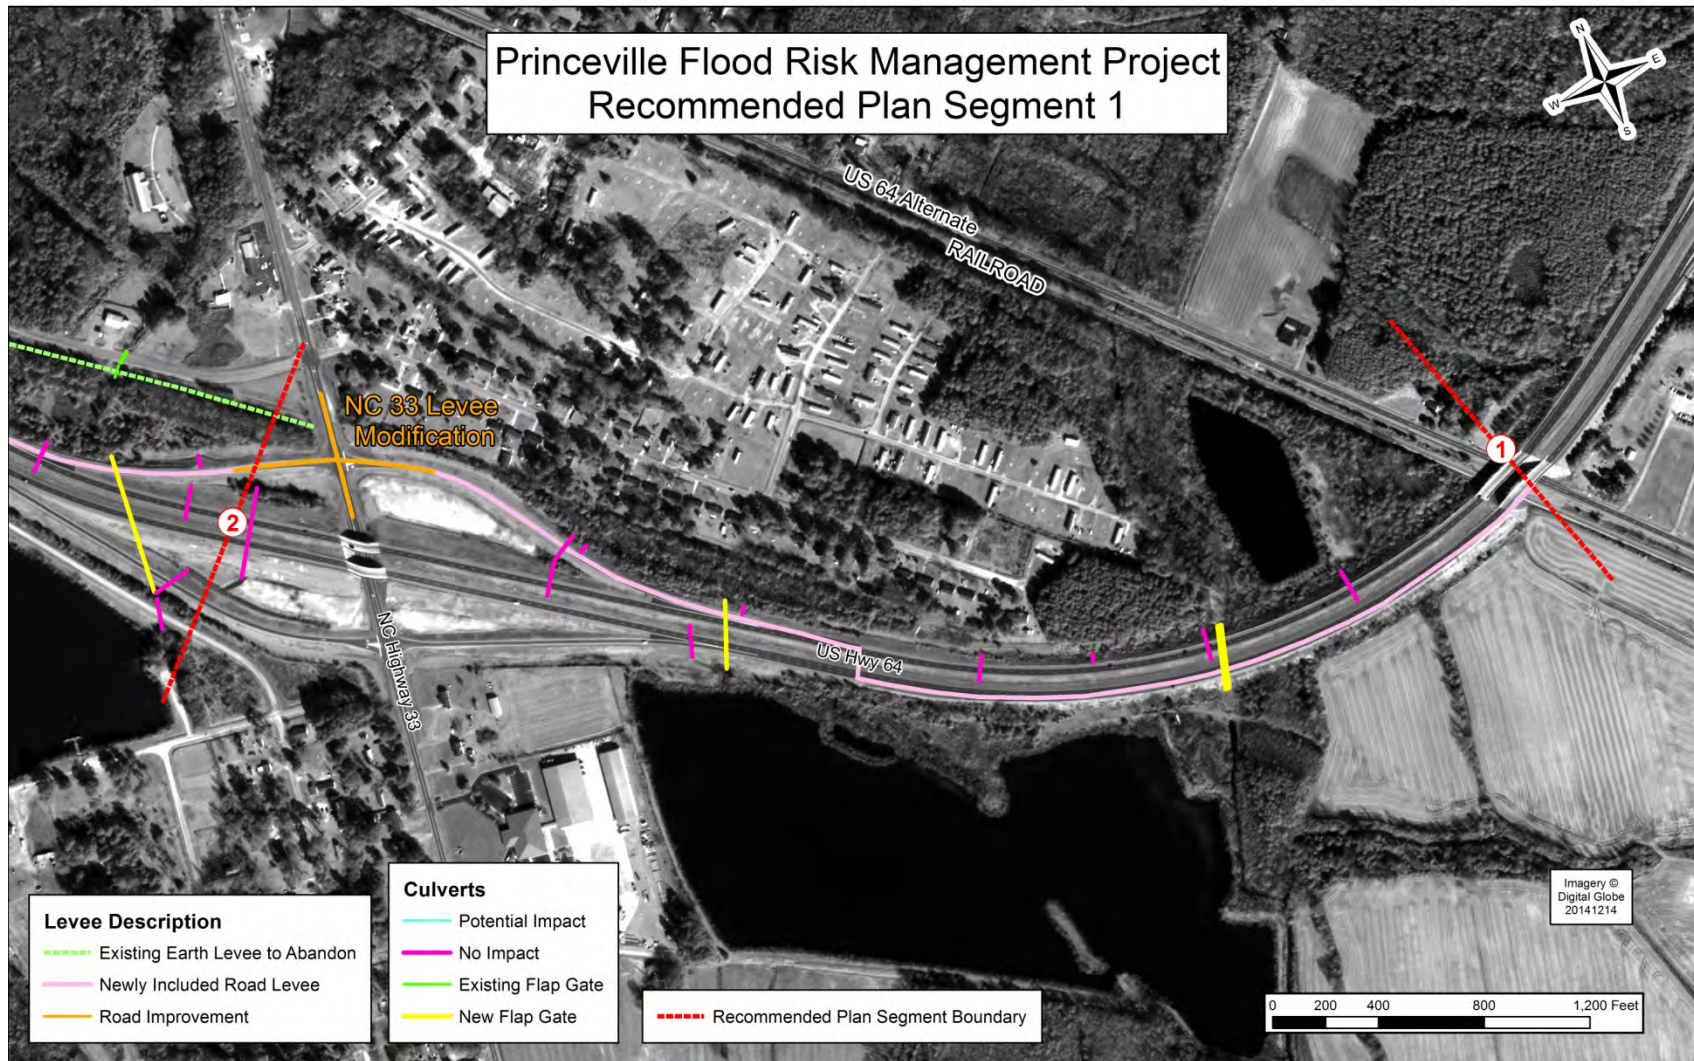 Princeville Flood Risk Management Project
Recommended Plan Segment 1
N
E
W
S
US 64 Alternate
RAILROAD
NC 33 Levee
Modification
1
2
US Hwy 64
NC Highway 33
Levee Description
Existing Earth Levee to Abandon
Newly Included Road Levee
Road Improvement
Culverts
Potential Impact
No Impact
Existing Flap Gate
New Flap Gate
Recommended Plan Segment Boundary
Imagery ©
Digital Globe
20141214
0 200 400 800 1,200 Feet